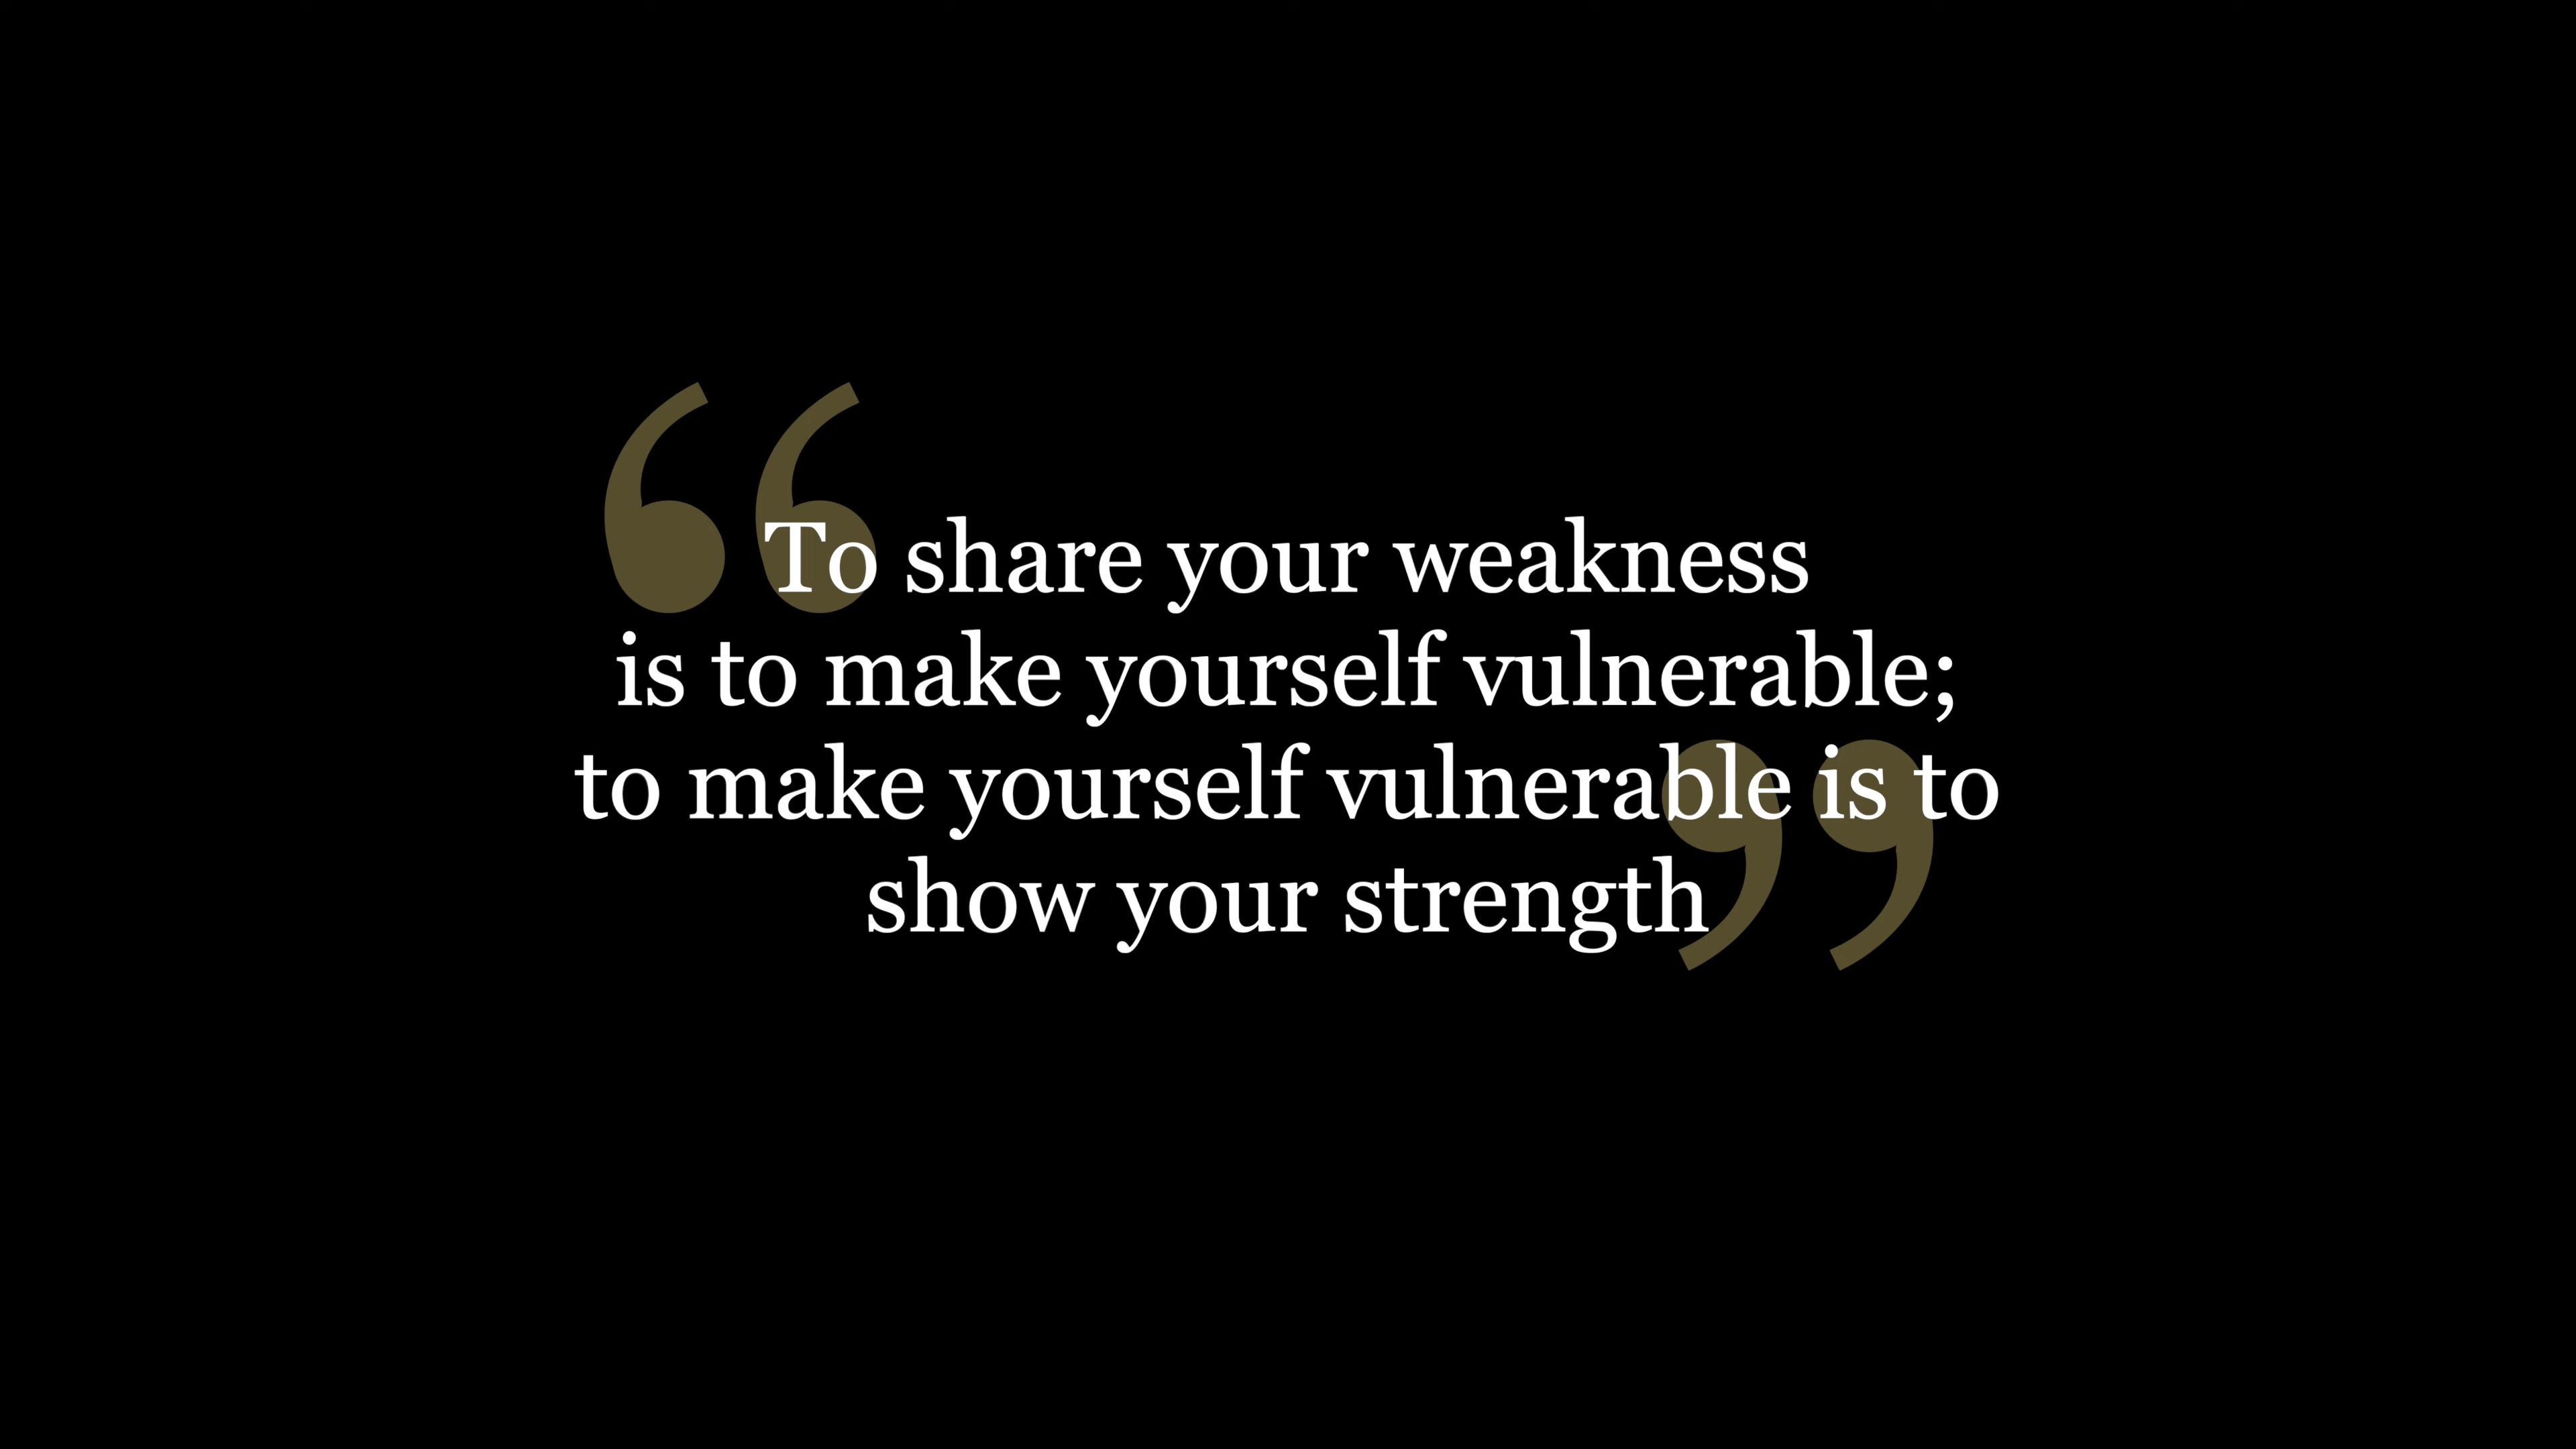 “To share your weakness
is to make yourself vulnerable;
to make yourself vulnerable is to
show your strength”